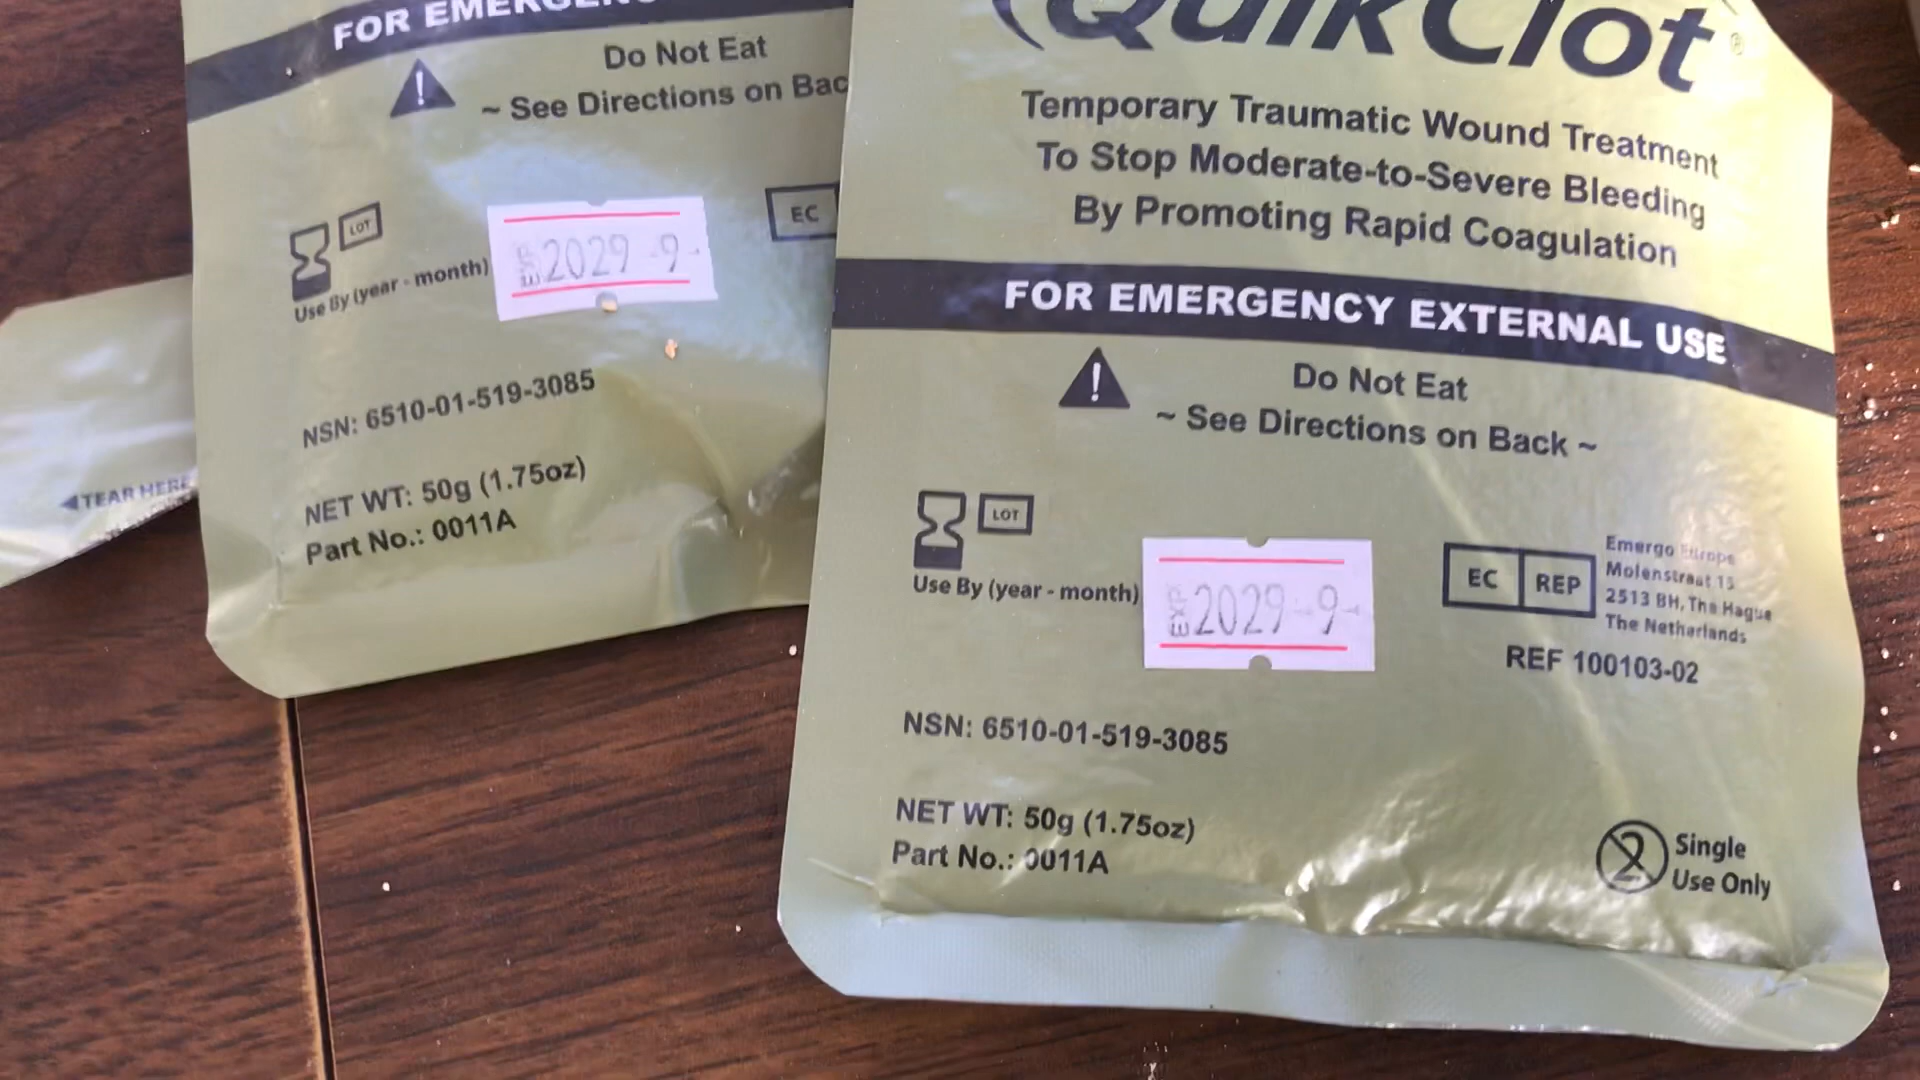 FOR EMERGENC
Do Not Eat
~ See Directions on Bac
LOT
Use By (year - month)
EXP 2029 - 9 -
EC
NSN: 6510-01-519-3085
NET WT: 50g (1.75oz)
Part No.: 0011A
◄TEAR HERE
QuikClot®
Temporary Traumatic Wound Treatment
To Stop Moderate-to-Severe Bleeding
By Promoting Rapid Coagulation
FOR EMERGENCY EXTERNAL USE
Do Not Eat
~ See Directions on Back ~
LOT
Use By (year - month)
EXP 2029 - 9 -
EC REP
Emergo Europe
Molenstraat 15
2513 BH, The Hague
The Netherlands
REF 100103-02
NSN: 6510-01-519-3085
NET WT: 50g (1.75oz)
Part No.: 0011A
2
Single
Use Only